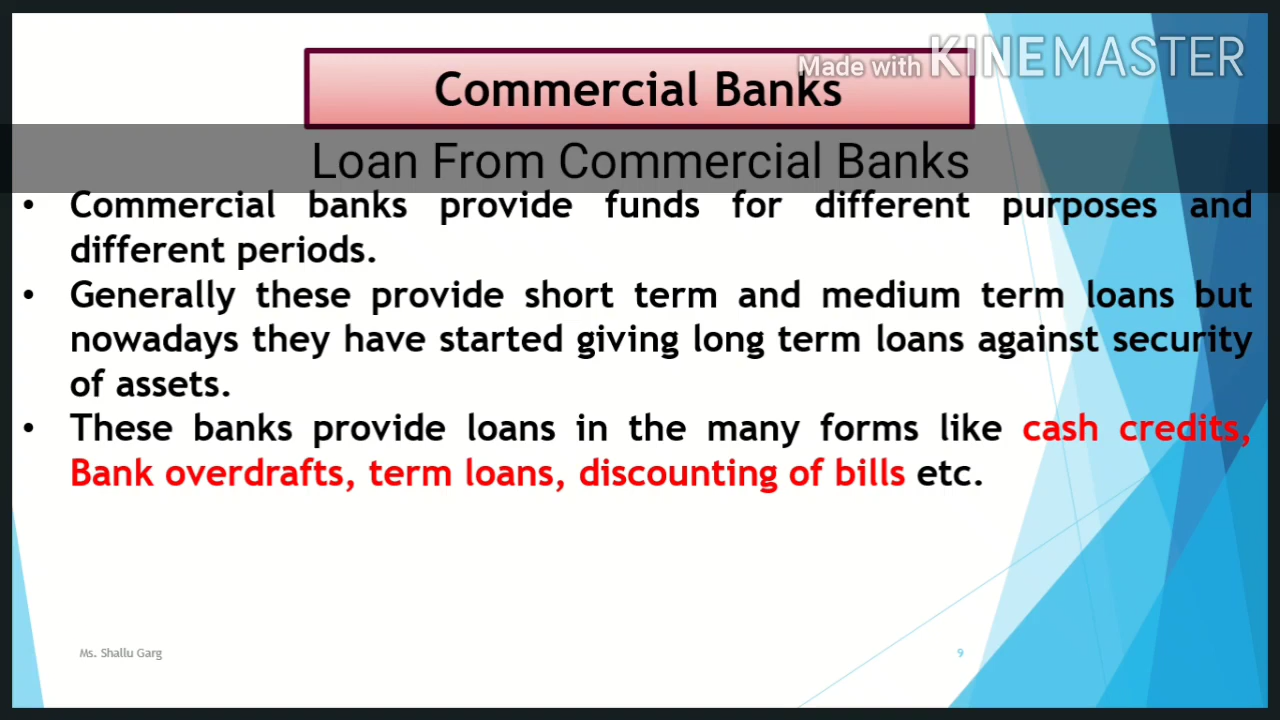 Made with KINEMASTER
Commercial Banks
Loan From Commercial Banks
• Commercial banks provide funds for different purposes and
different periods.
• Generally these provide short term and medium term loans but
nowadays they have started giving long term loans against security
of assets.
• These banks provide loans in the many forms like cash credits,
Bank overdrafts, term loans, discounting of bills etc.
Ms. Shallu Garg
9